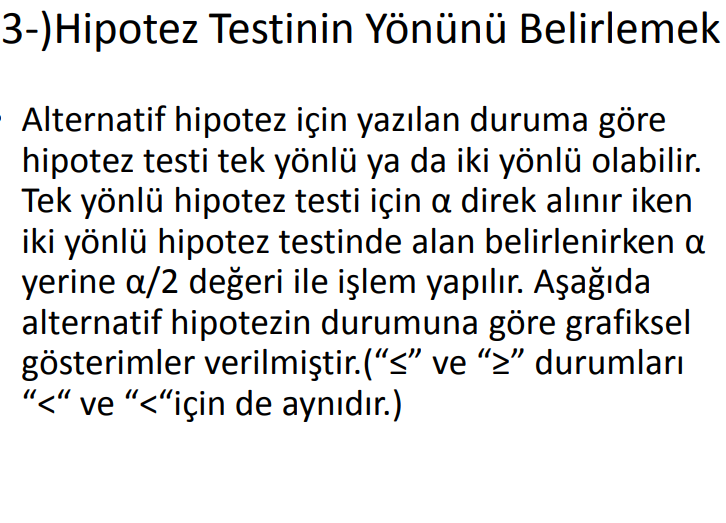 3-)Hipotez Testinin Yönünü Belirlemek
• Alternatif hipotez için yazılan duruma göre
hipotez testi tek yönlü ya da iki yönlü olabilir.
Tek yönlü hipotez testi için α direk alınır iken
iki yönlü hipotez testinde alan belirlenirken α
yerine α/2 değeri ile işlem yapılır. Aşağıda
alternatif hipotezin durumuna göre grafiksel
gösterimler verilmiştir.(“≤” ve “≥” durumları
“<“ ve “<“için de aynıdır.)